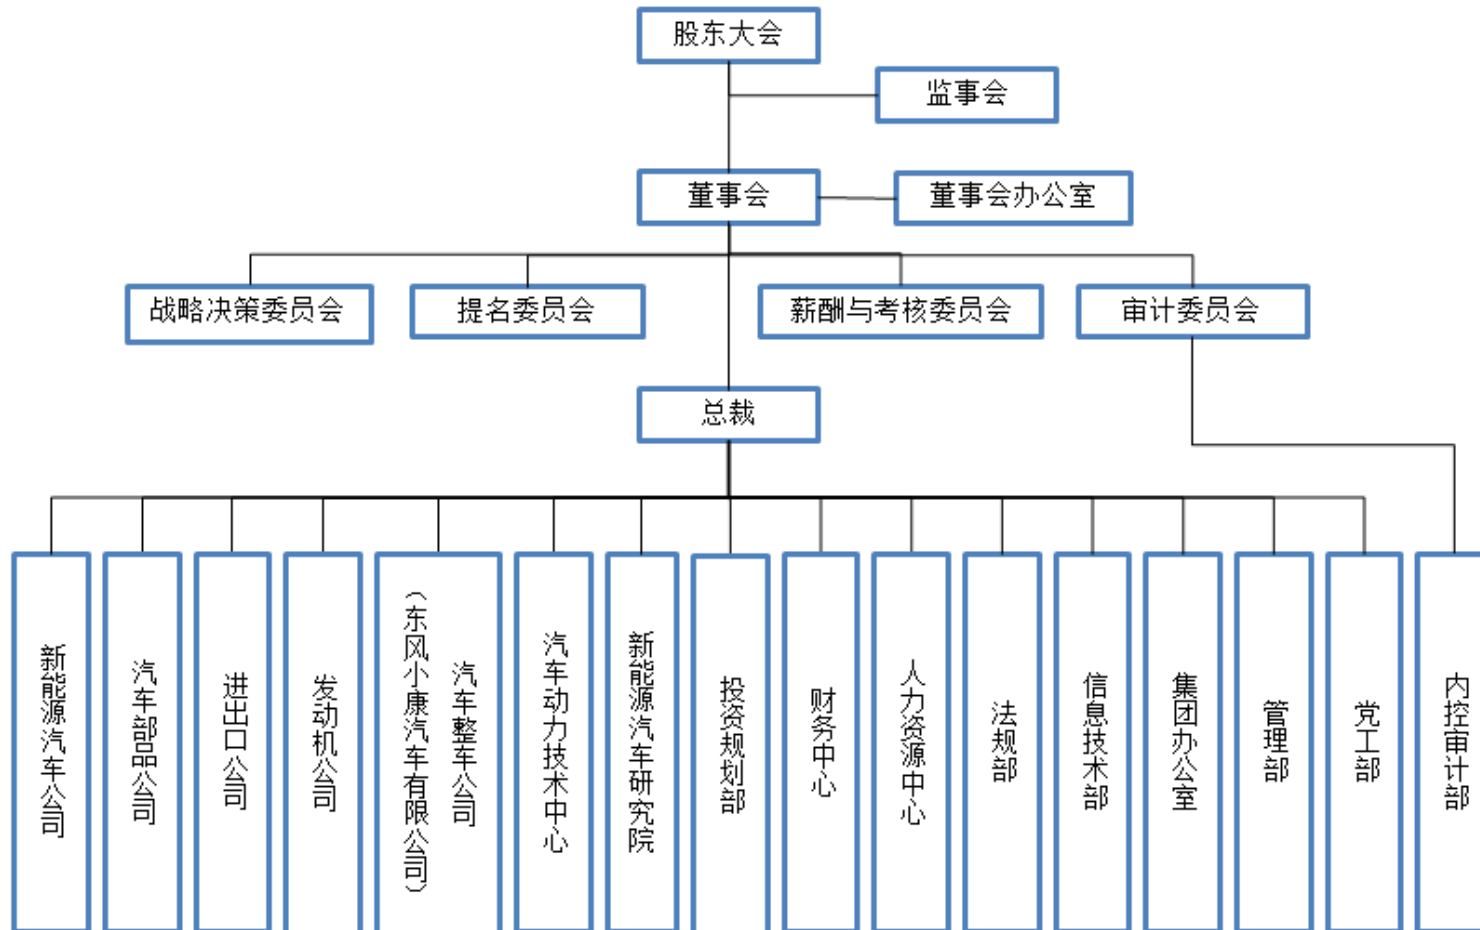 股东大会
监事会
董事会
董事会办公室
战略决策委员会
提名委员会
薪酬与考核委员会
审计委员会
总裁
新能源汽车公司
汽车部品公司
进出口公司
发动机公司
汽车整车公司
（东风小康汽车有限公司）
汽车动力技术中心
新能源汽车研究院
投资规划部
财务中心
人力资源中心
法规部
信息技术部
集团办公室
管理部
党工部
内控审计部